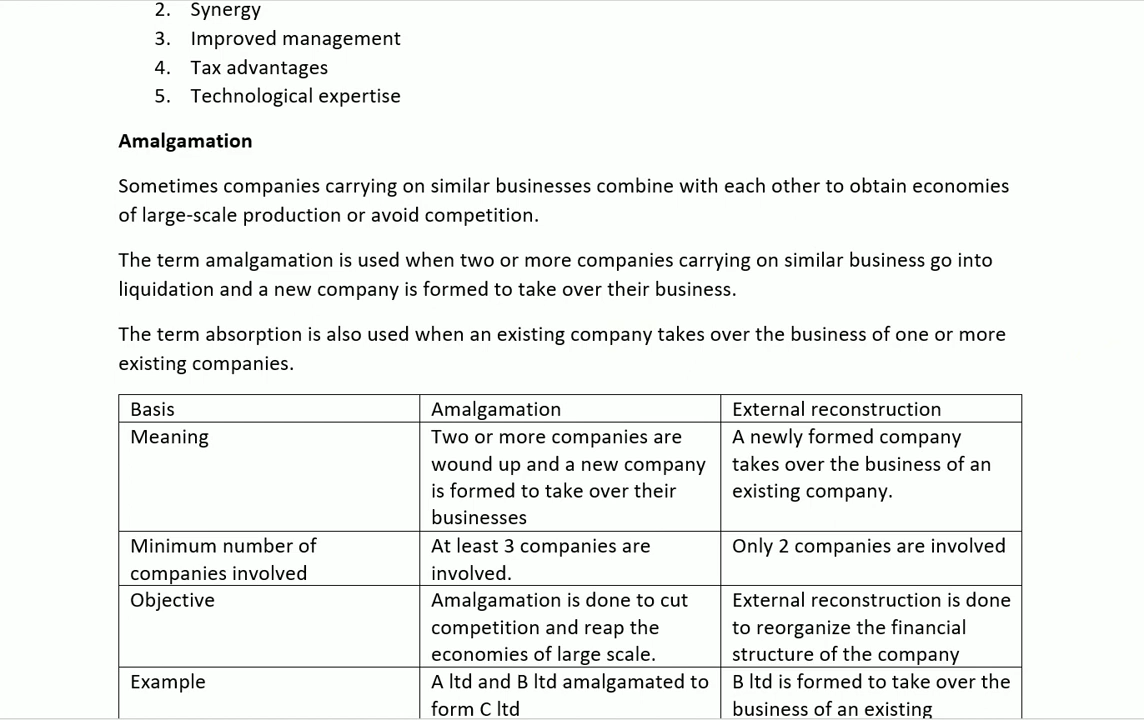 2. Synergy
3. Improved management
4. Tax advantages
5. Technological expertise
Amalgamation
Sometimes companies carrying on similar businesses combine with each other to obtain economies
of large-scale production or avoid competition.
The term amalgamation is used when two or more companies carrying on similar business go into
liquidation and a new company is formed to take over their business.
The term absorption is also used when an existing company takes over the business of one or more
existing companies.
Basis Amalgamation External reconstruction
Meaning Two or more companies are A newly formed company
wound up and a new company takes over the business of an
is formed to take over their existing company.
businesses
Minimum number of At least 3 companies are Only 2 companies are involved
companies involved involved.
Objective Amalgamation is done to cut External reconstruction is done
competition and reap the to reorganize the financial
economies of large scale. structure of the company
Example A ltd and B ltd amalgamated to B ltd is formed to take over the
form C ltd business of an existing